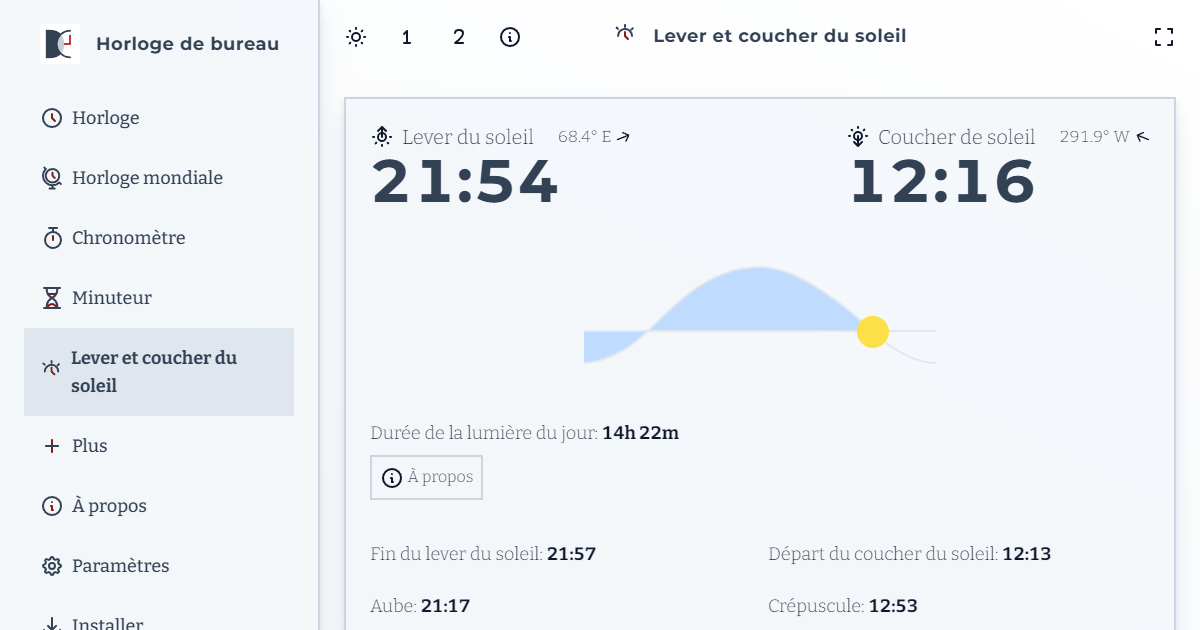 Horloge de bureau
Horloge
Horloge mondiale
Chronomètre
Minuteur
Lever et coucher du
soleil
Plus
À propos
Paramètres
Installer
1 2
Lever et coucher du soleil
Lever du soleil 68.4° E
21:54
Coucher de soleil 291.9° W
12:16
Durée de la lumière du jour: 14h 22m
À propos
Fin du lever du soleil: 21:57
Départ du coucher du soleil: 12:13
Aube: 21:17
Crépuscule: 12:53